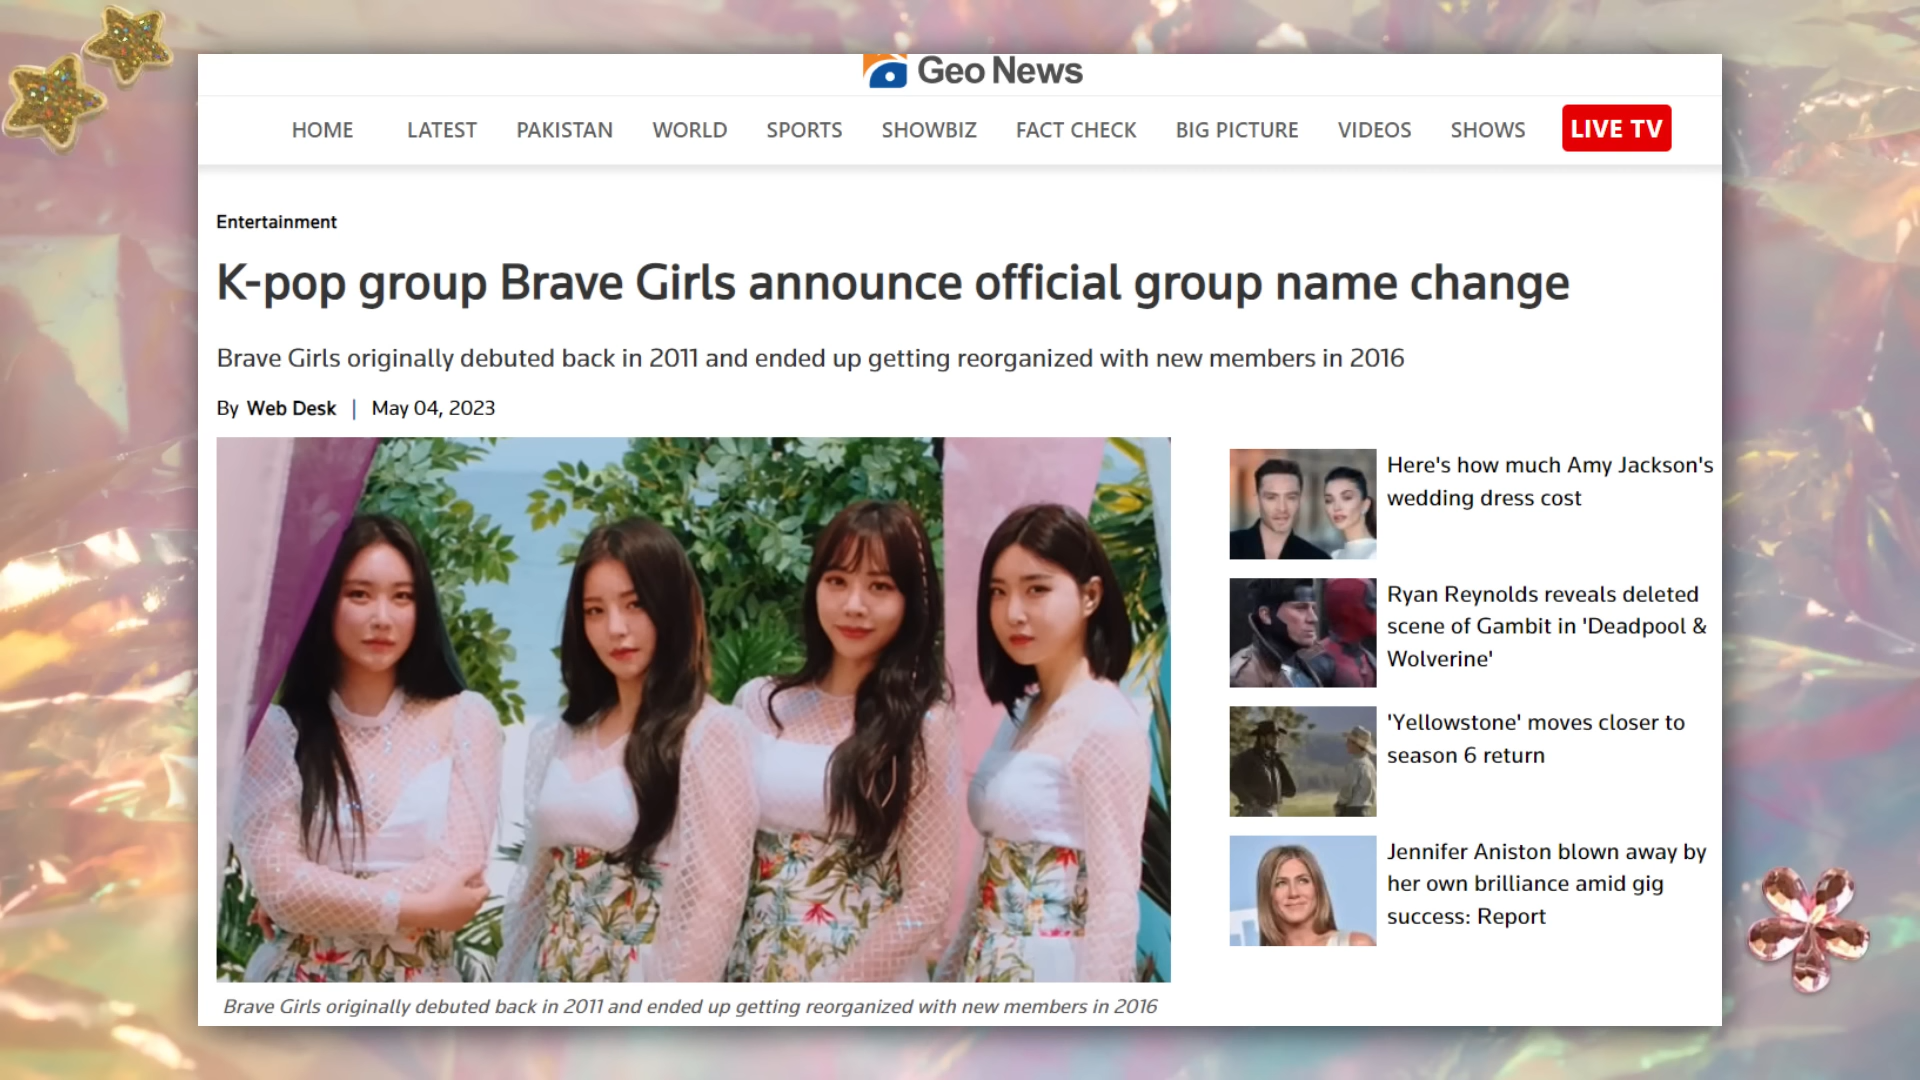 Geo News
HOME LATEST PAKISTAN WORLD SPORTS SHOWBIZ FACT CHECK BIG PICTURE VIDEOS SHOWS LIVE TV
Entertainment
K-pop group Brave Girls announce official group name change
Brave Girls originally debuted back in 2011 and ended up getting reorganized with new members in 2016
By Web Desk | May 04, 2023
Here's how much Amy Jackson's
wedding dress cost
Ryan Reynolds reveals deleted
scene of Gambit in 'Deadpool &
Wolverine'
'Yellowstone' moves closer to
season 6 return
Jennifer Aniston blown away by
her own brilliance amid gig
success: Report
Brave Girls originally debuted back in 2011 and ended up getting reorganized with new members in 2016